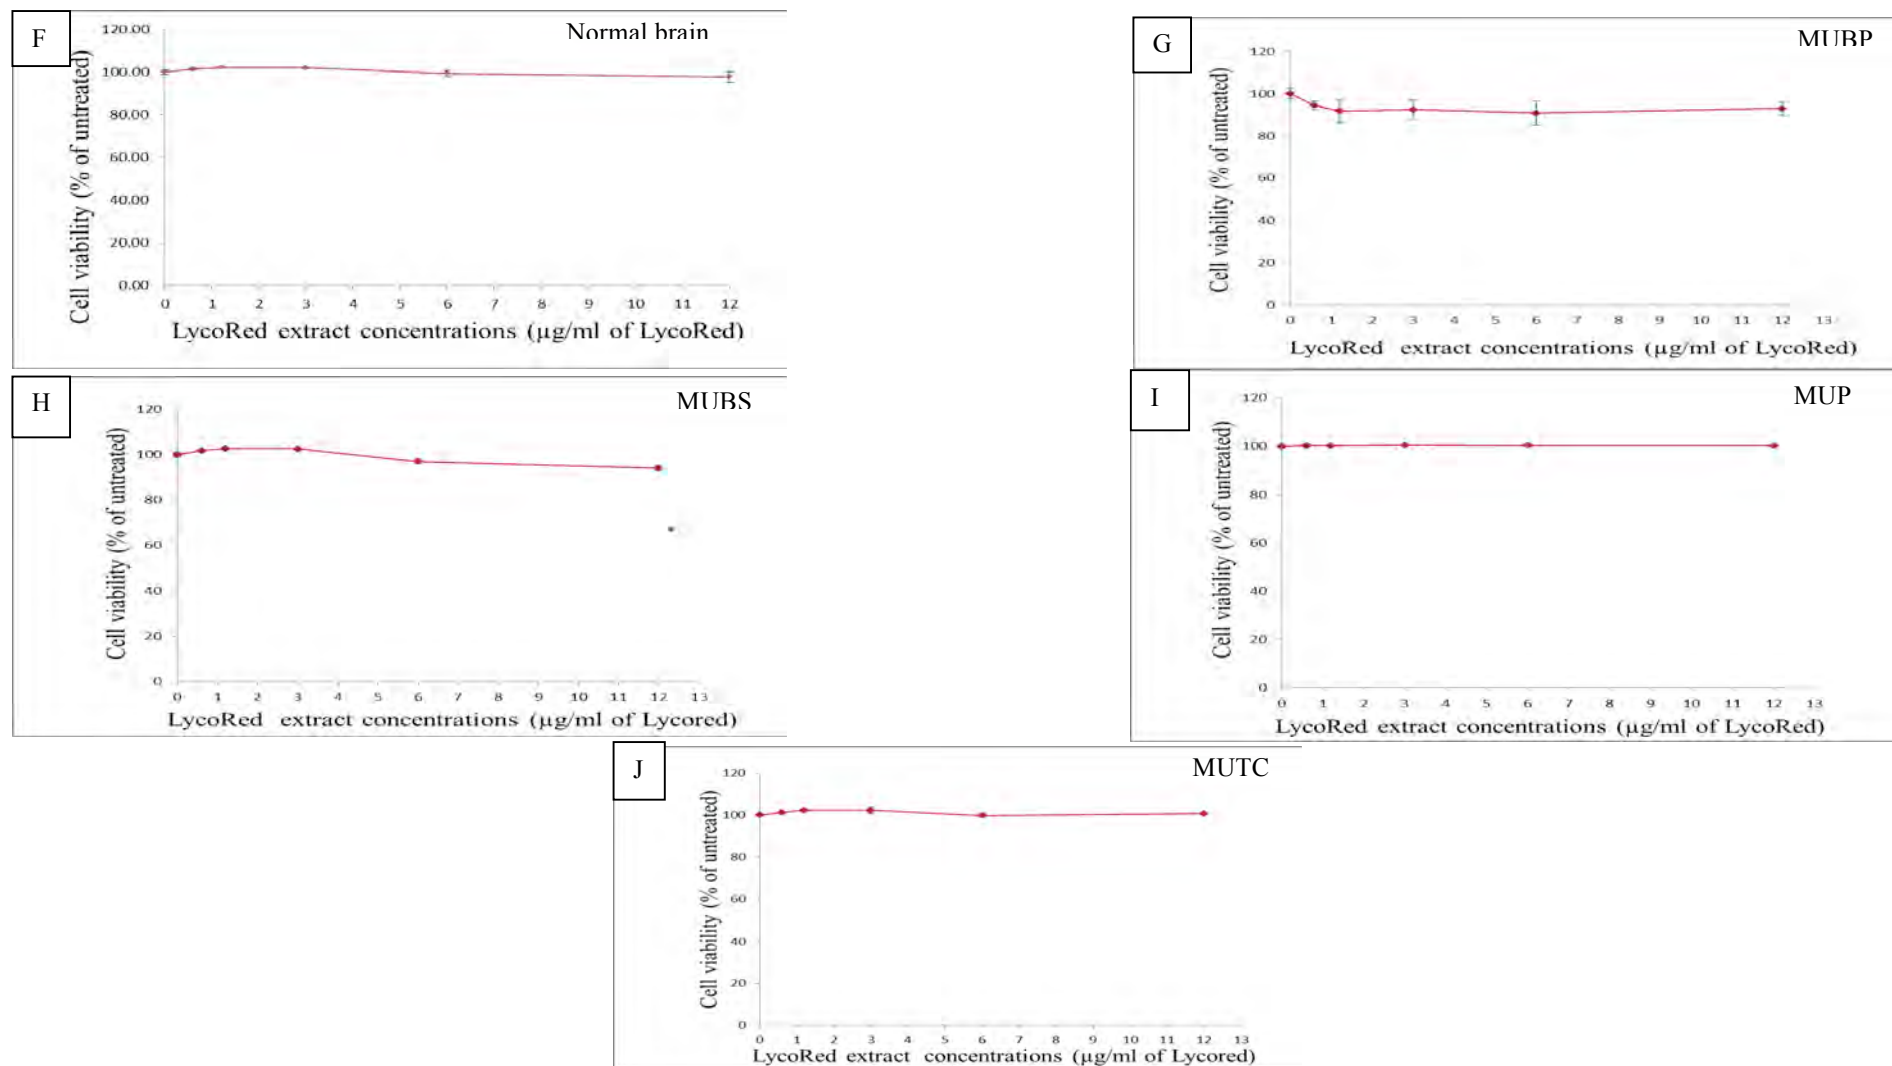 F
Normal brain
120.00
100.00
80.00
60.00
40.00
20.00
0.00
Cell viability (% of untreated)
0 1 2 3 4 5 6 7 8 9 10 11 12
LycoRed extract concentrations (µg/ml of LycoRed)
G
MUBP
120
100
80
60
40
20
0
Cell viability (% of untreated)
0 1 2 3 4 5 6 7 8 9 10 11 12 13
LycoRed extract concentrations (µg/ml of LycoRed)
H
MUBS
120
100
80
60
40
20
0
Cell viability (% of untreated)
0 1 2 3 4 5 6 7 8 9 10 11 12 13
LycoRed extract concentrations (µg/ml of Lycored)
I
MUP
120
100
80
60
40
20
0
Cell viability (% of untreated)
0 1 2 3 4 5 6 7 8 9 10 11 12 13
LycoRed extract concentrations (µg/ml of LycoRed)
J
MUTC
120
100
80
60
40
20
0
Cell viability (% of untreated)
0 1 2 3 4 5 6 7 8 9 10 11 12 13
LycoRed extract concentrations (µg/ml of Lycored)